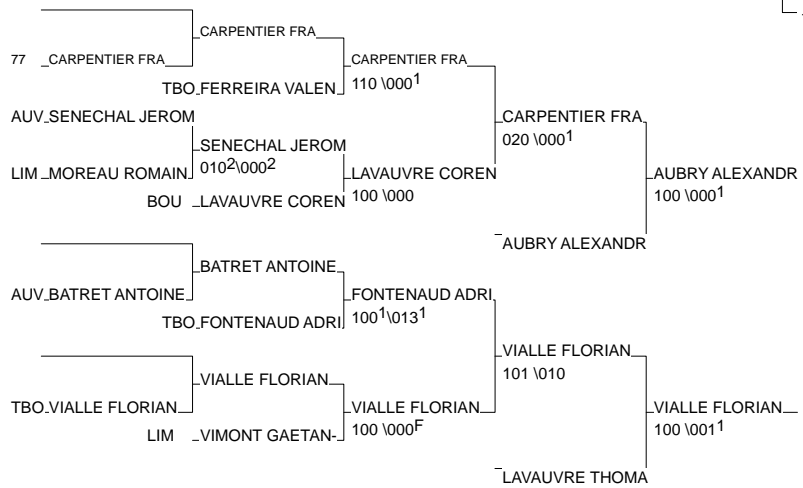 CARPENTIER FRA
77 CARPENTIER FRA
CARPENTIER FRA
110 \000¹
TBO FERREIRA VALEN
AUV SENECHAL JEROM
CARPENTIER FRA
020 \000¹
SENECHAL JEROM
010²\000²
LIM MOREAU ROMAIN
LAVAUVRE COREN
100 \000
AUBRY ALEXANDR
100 \000¹
BOU LAVAUVRE COREN
AUBRY ALEXANDR
BATRET ANTOINE
AUV BATRET ANTOINE
FONTENAUD ADRI
100¹\013¹
TBO FONTENAUD ADRI
VIALLE FLORIAN
101 \010
VIALLE FLORIAN
TBO VIALLE FLORIAN
VIALLE FLORIAN
100 \000F
VIALLE FLORIAN
100 \001¹
LIM VIMONT GAETAN-
LAVAUVRE THOMA